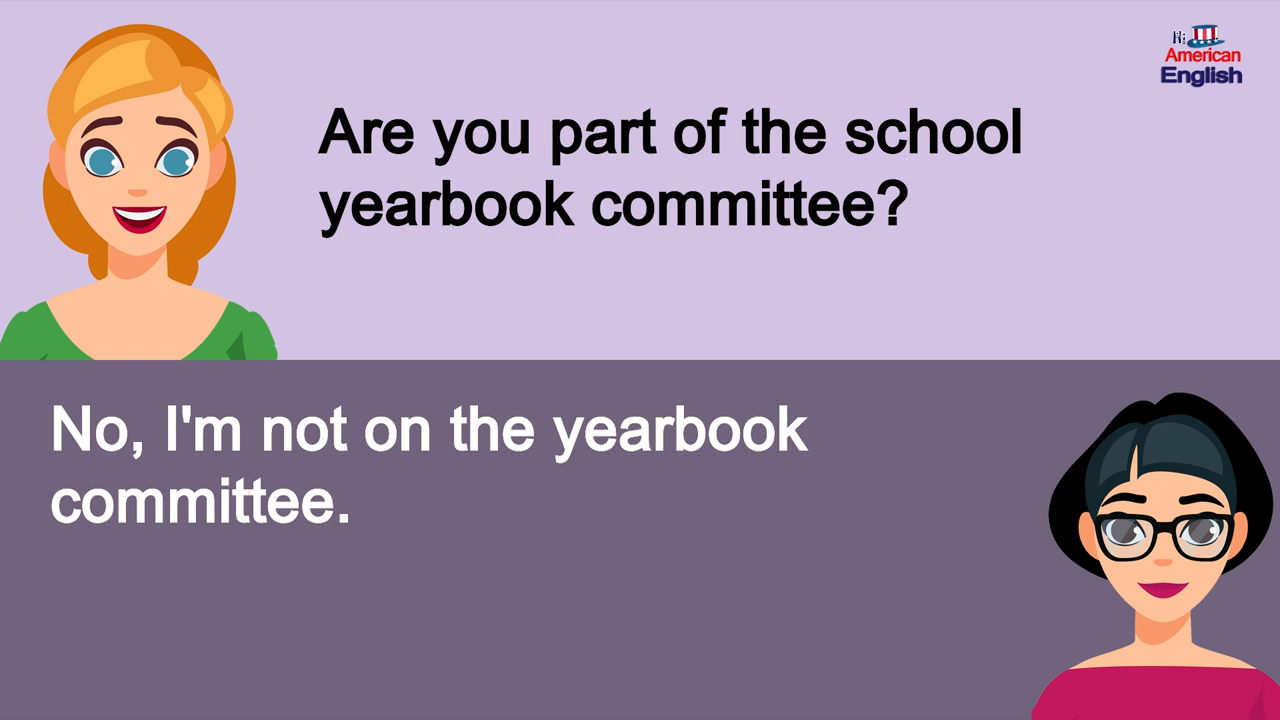 Hi
American
English
Are you part of the school
yearbook committee?
No, I'm not on the yearbook
committee.